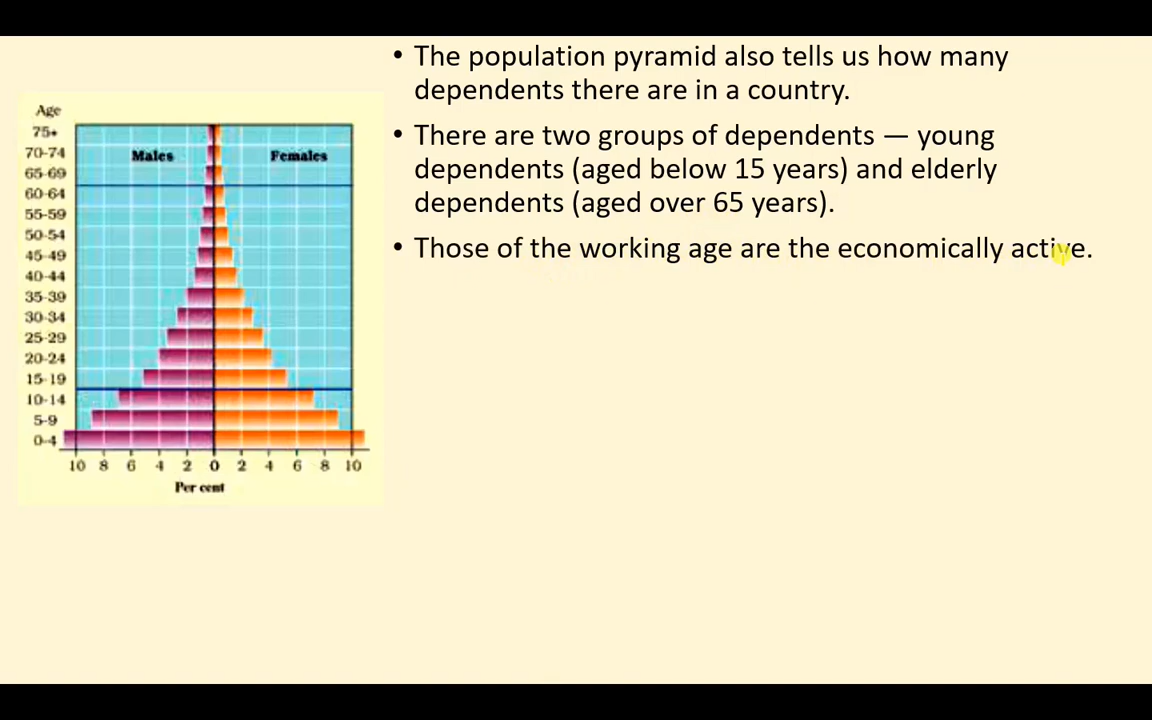 • The population pyramid also tells us how many
dependents there are in a country.
• There are two groups of dependents — young
dependents (aged below 15 years) and elderly
dependents (aged over 65 years).
• Those of the working age are the economically active.
Age
75+
70-74
65-69
60-64
55-59
50-54
45-49
40-44
35-39
30-34
25-29
20-24
15-19
10-14
5-9
0-4
Males Females
10 8 6 4 2 0 2 4 6 8 10
Per cent